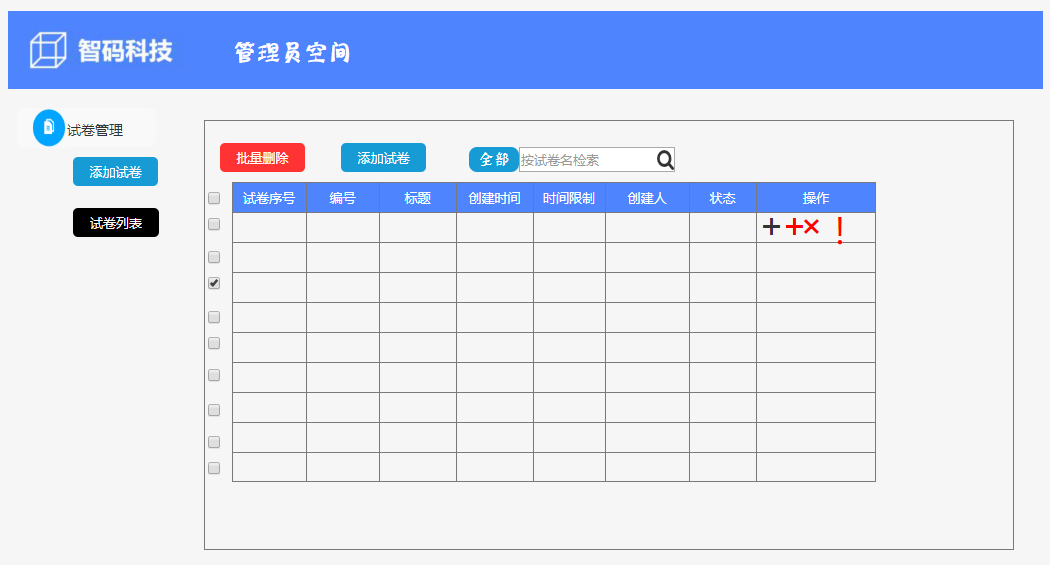 智码科技 管理员空间
试卷管理
添加试卷
试卷列表
批量删除 添加试卷 全部 按试卷名检索
试卷序号 编号 标题 创建时间 时间限制 创建人 状态 操作